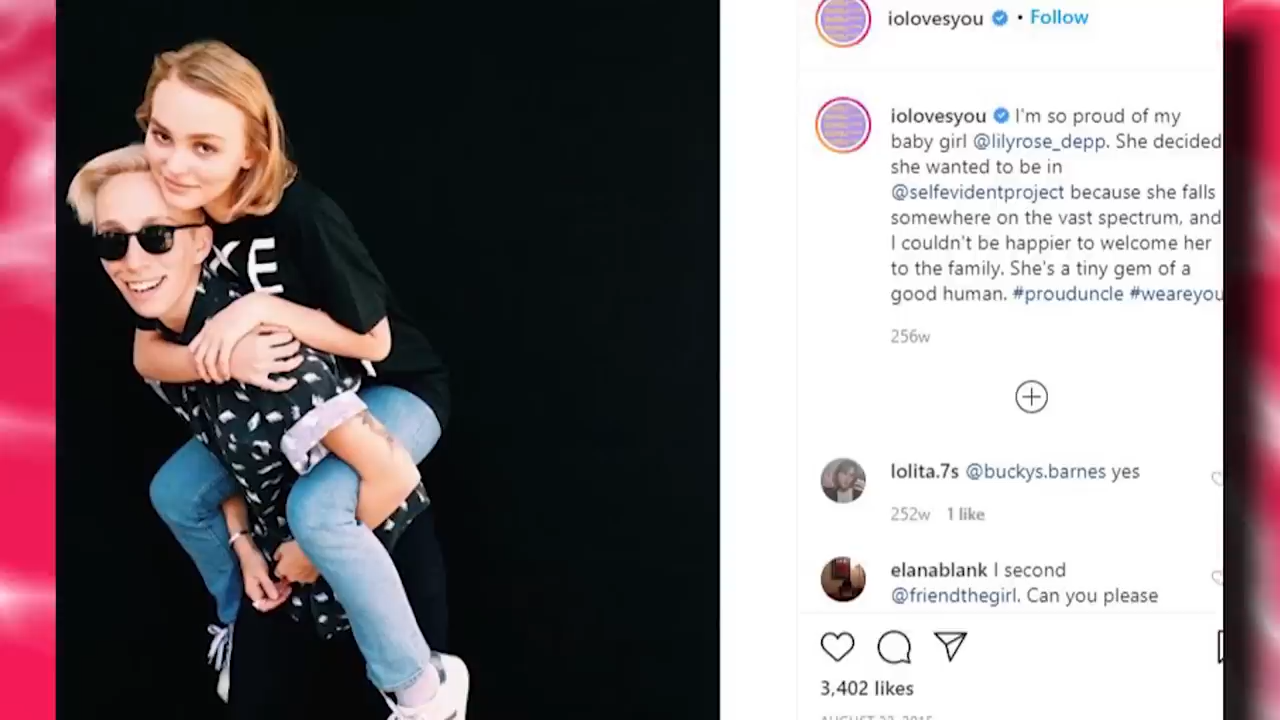 iolovesyou • Follow
iolovesyou I'm so proud of my
baby girl @lilyrose_depp. She decided
she wanted to be in
@selfevidentproject because she falls
somewhere on the vast spectrum, and
I couldn't be happier to welcome her
to the family. She's a tiny gem of a
good human. #prouduncle #weareyou
256w
lolita.7s @buckys.barnes yes
252w 1 like
elanablank I second
@friendthegirl. Can you please
3,402 likes